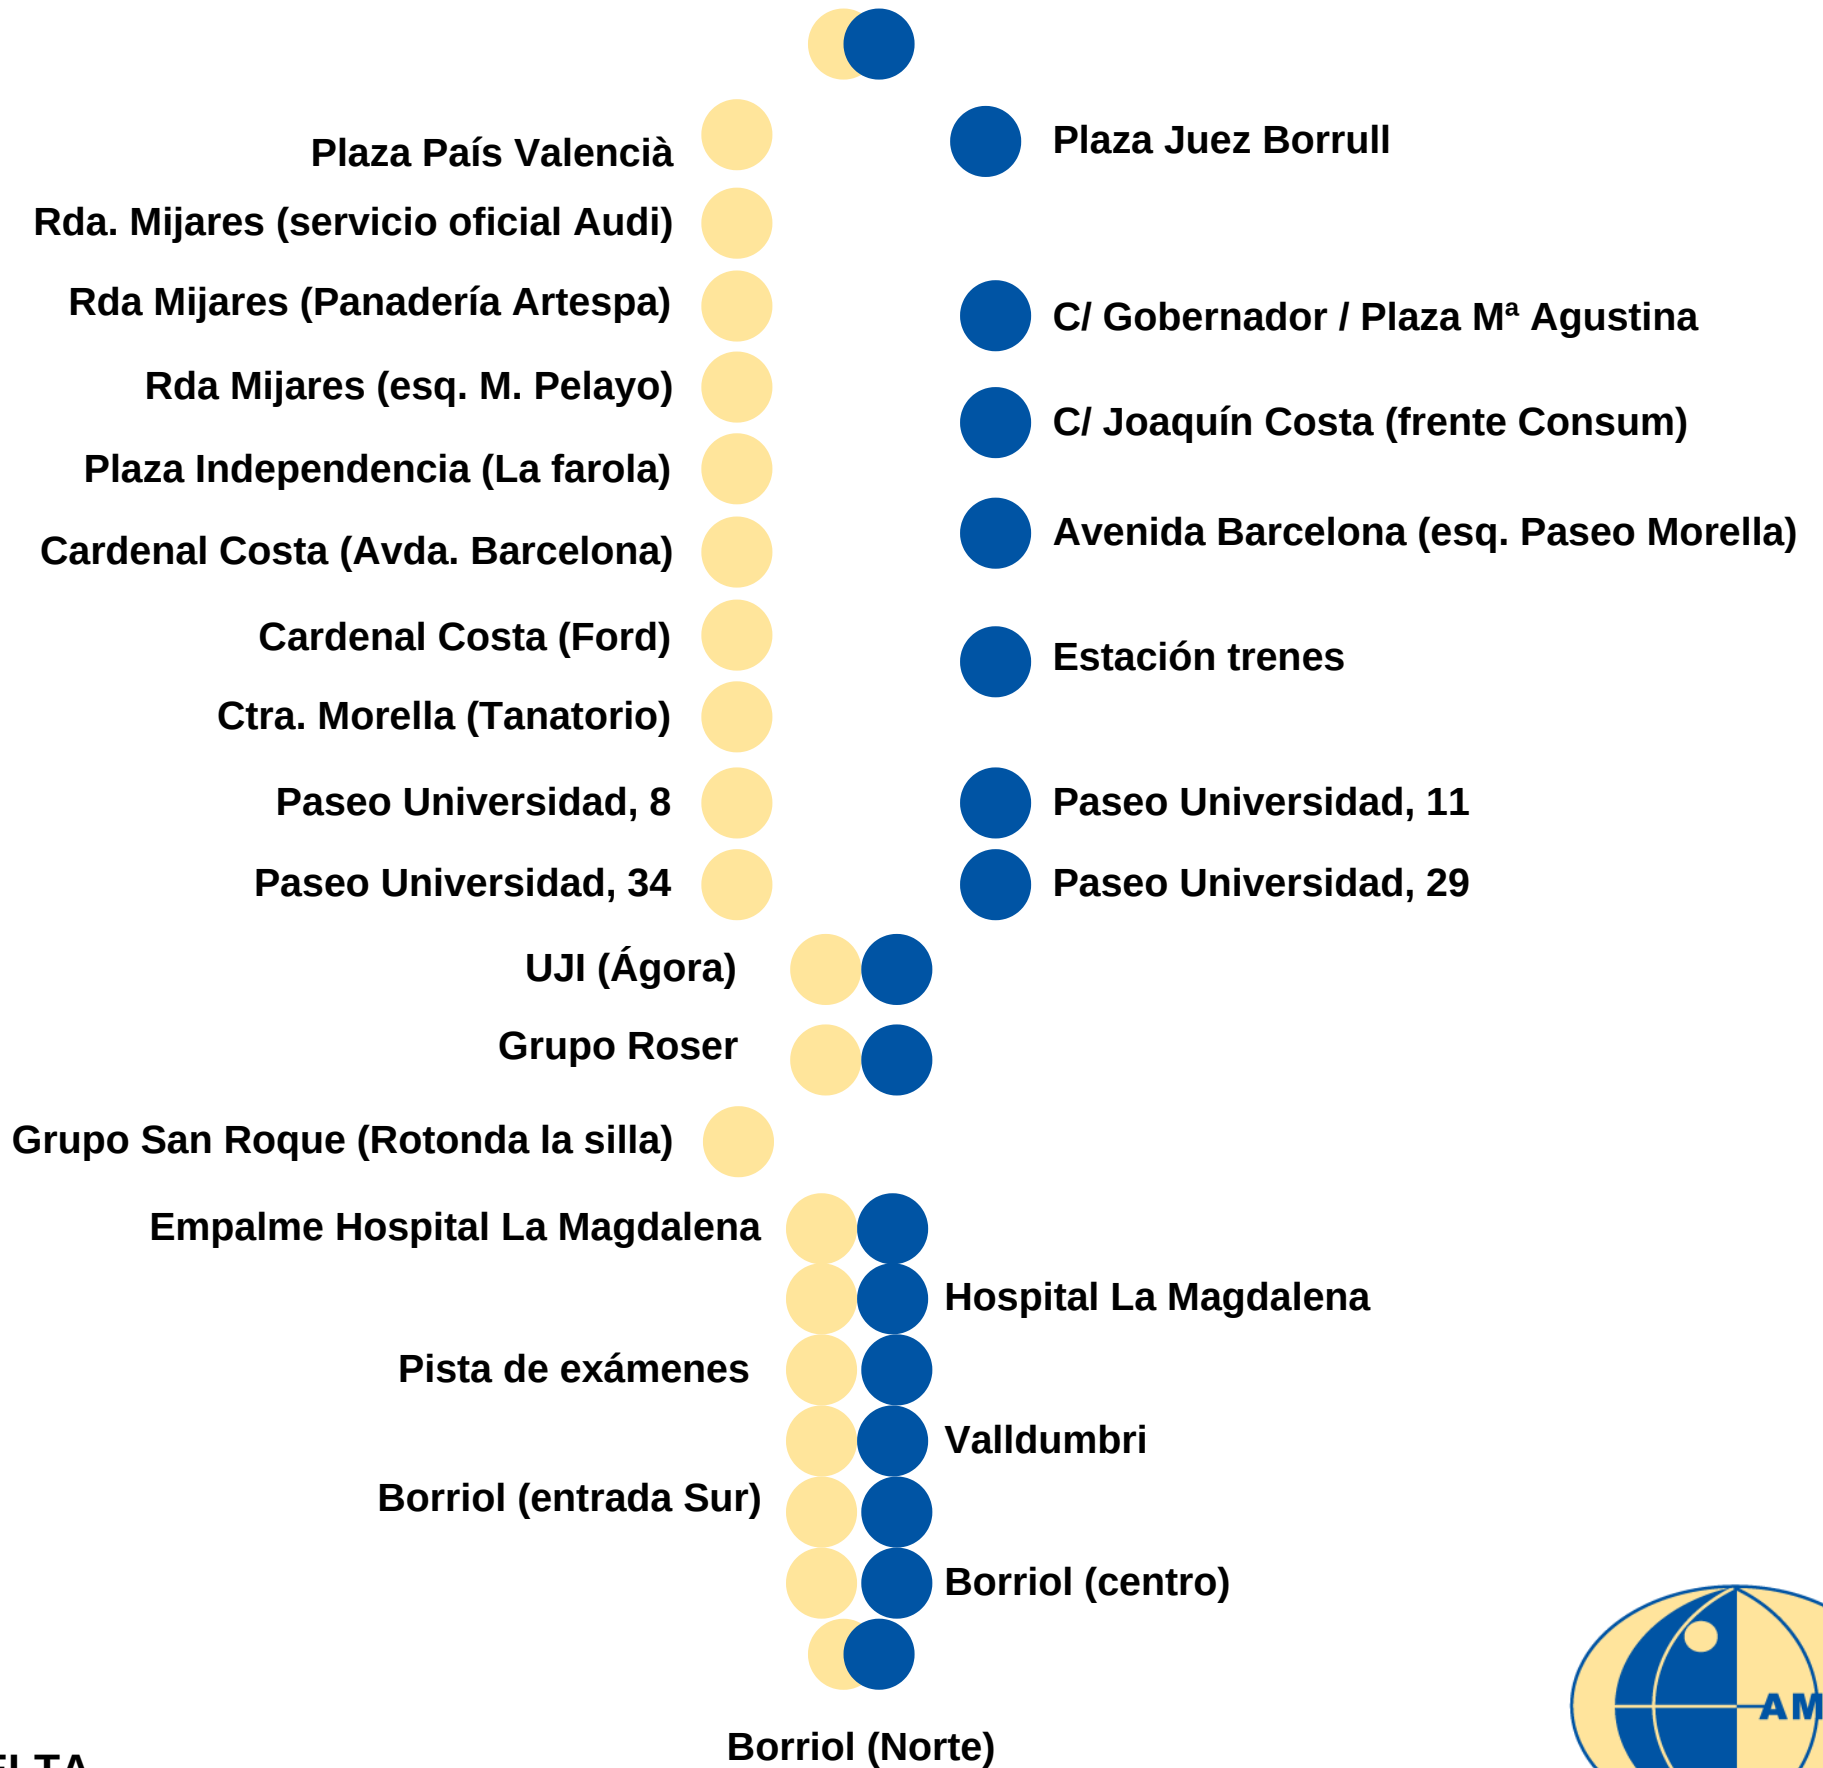 Plaza País Valencià
Plaza Juez Borrull
Rda. Mijares (servicio oficial Audi)
Rda Mijares (Panadería Artespa)
C/ Gobernador / Plaza Mª Agustina
Rda Mijares (esq. M. Pelayo)
C/ Joaquín Costa (frente Consum)
Plaza Independencia (La farola)
Avenida Barcelona (esq. Paseo Morella)
Cardenal Costa (Avda. Barcelona)
Cardenal Costa (Ford)
Estación trenes
Ctra. Morella (Tanatorio)
Paseo Universidad, 8
Paseo Universidad, 11
Paseo Universidad, 34
Paseo Universidad, 29
UJI (Ágora)
Grupo Roser
Grupo San Roque (Rotonda la silla)
Empalme Hospital La Magdalena
Hospital La Magdalena
Pista de exámenes
Valldumbri
Borriol (entrada Sur)
Borriol (centro)
Borriol (Norte)